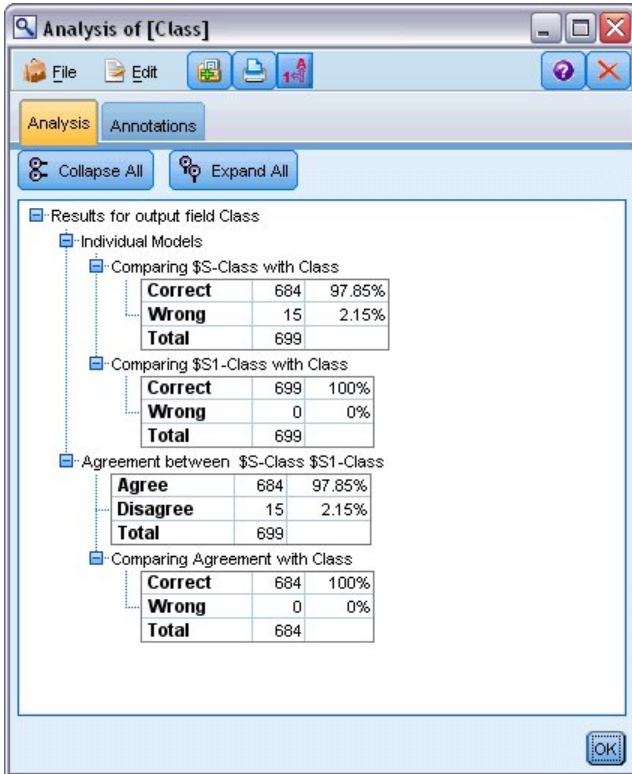 Analysis of [Class]
File Edit
Analysis Annotations
Collapse All Expand All
Results for output field Class
Individual Models
Comparing $S-Class with Class
Correct 684 97.85%
Wrong 15 2.15%
Total 699
Comparing $S1-Class with Class
Correct 699 100%
Wrong 0 0%
Total 699
Agreement between $S-Class $S1-Class
Agree 684 97.85%
Disagree 15 2.15%
Total 699
Comparing Agreement with Class
Correct 684 100%
Wrong 0 0%
Total 684
OK